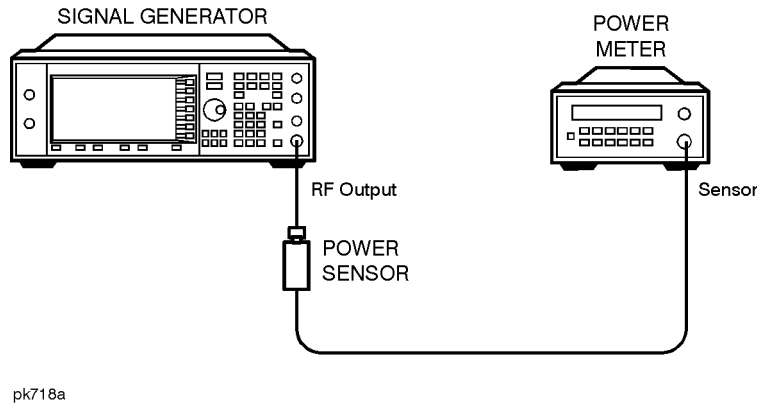 SIGNAL GENERATOR
POWER
METER
RF Output
Sensor
POWER
SENSOR
pk718a